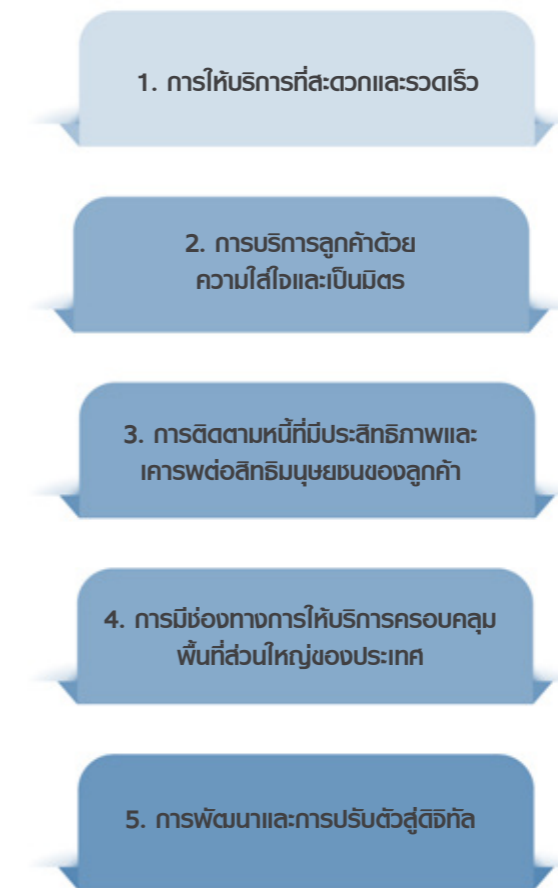 1. การให้บริการที่สะดวกและรวดเร็ว
2. การบริการลูกค้าด้วย
ความใส่ใจและเป็นมิตร
3. การติดตามหนี้ที่มีประสิทธิภาพและ
เคารพต่อสิทธิมนุษยชนของลูกค้า
4. การมีช่องทางการให้บริการครอบคลุม
พื้นที่ส่วนใหญ่ของประเทศ
5. การพัฒนาและการปรับตัวสู่ดิจิทัล